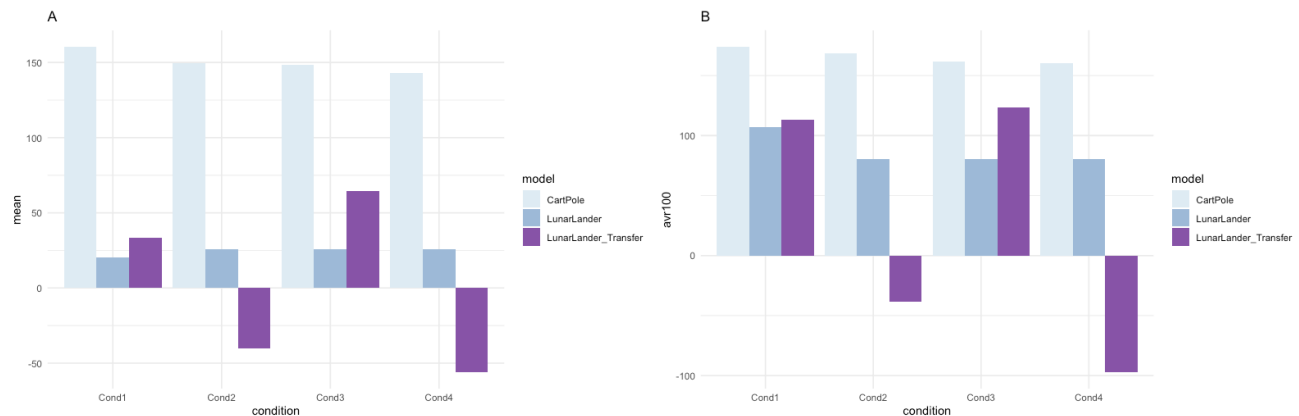 A
mean
150
100
50
0
-50
Cond1 Cond2 Cond3 Cond4
condition
model
CartPole
LunarLander
LunarLander_Transfer
B
avr100
100
0
-100
Cond1 Cond2 Cond3 Cond4
condition
model
CartPole
LunarLander
LunarLander_Transfer